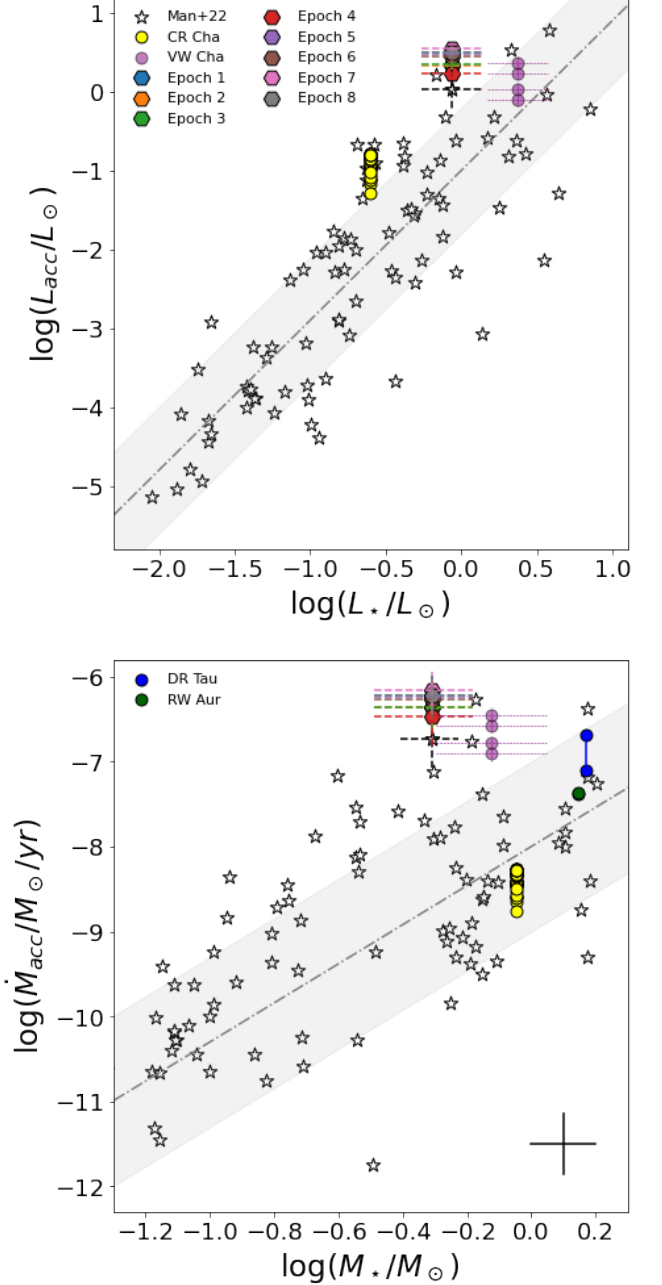 1
0
−1
−2
−3
−4
−5
log(L_acc/L_⊙)
Man+22
CR Cha
VW Cha
Epoch 1
Epoch 2
Epoch 3
Epoch 4
Epoch 5
Epoch 6
Epoch 7
Epoch 8
−2.0 −1.5 −1.0 −0.5 0.0 0.5 1.0
log(L⋆/L⊙)
−6
−7
−8
−9
−10
−11
−12
log(Ṁ_acc/M_⊙/yr)
DR Tau
RW Aur
−1.2 −1.0 −0.8 −0.6 −0.4 −0.2 0.0 0.2
log(M⋆/M⊙)